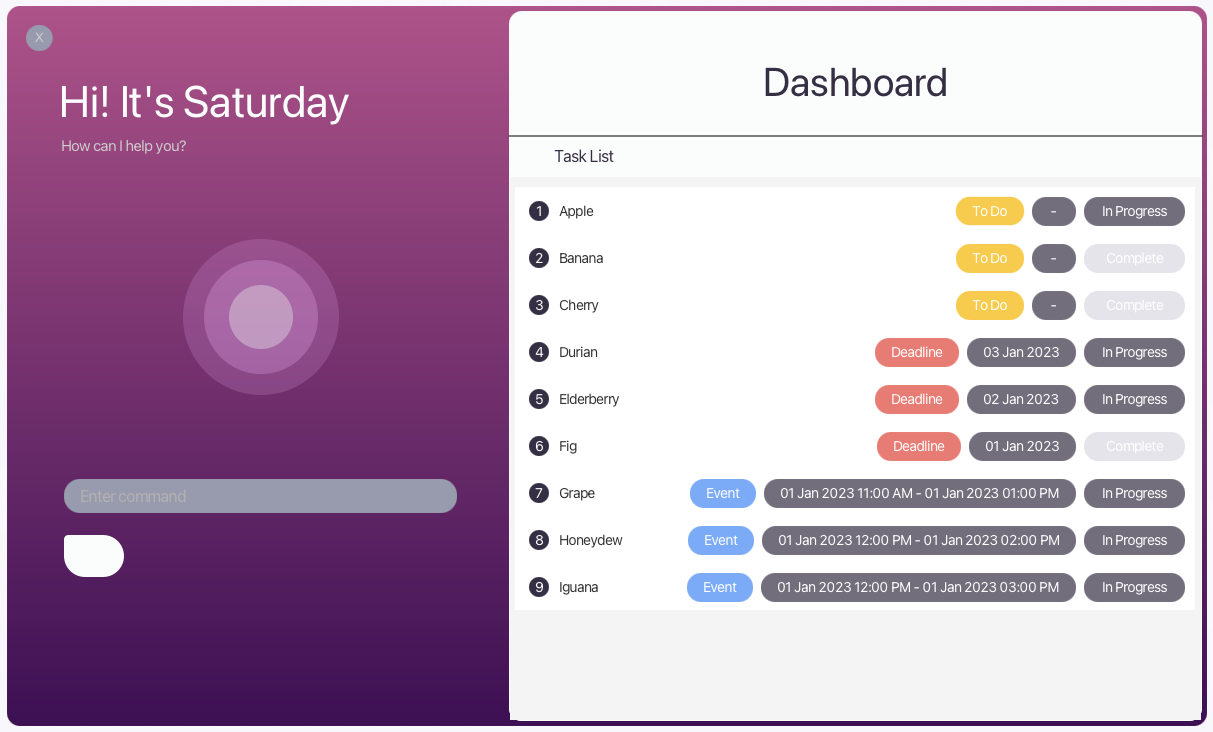 X
Hi! It's Saturday
How can I help you?
Enter command
Dashboard
Task List
1 Apple To Do - In Progress
2 Banana To Do - Complete
3 Cherry To Do - Complete
4 Durian Deadline 03 Jan 2023 In Progress
5 Elderberry Deadline 02 Jan 2023 In Progress
6 Fig Deadline 01 Jan 2023 Complete
7 Grape Event 01 Jan 2023 11:00 AM - 01 Jan 2023 01:00 PM In Progress
8 Honeydew Event 01 Jan 2023 12:00 PM - 01 Jan 2023 02:00 PM In Progress
9 Iguana Event 01 Jan 2023 12:00 PM - 01 Jan 2023 03:00 PM In Progress